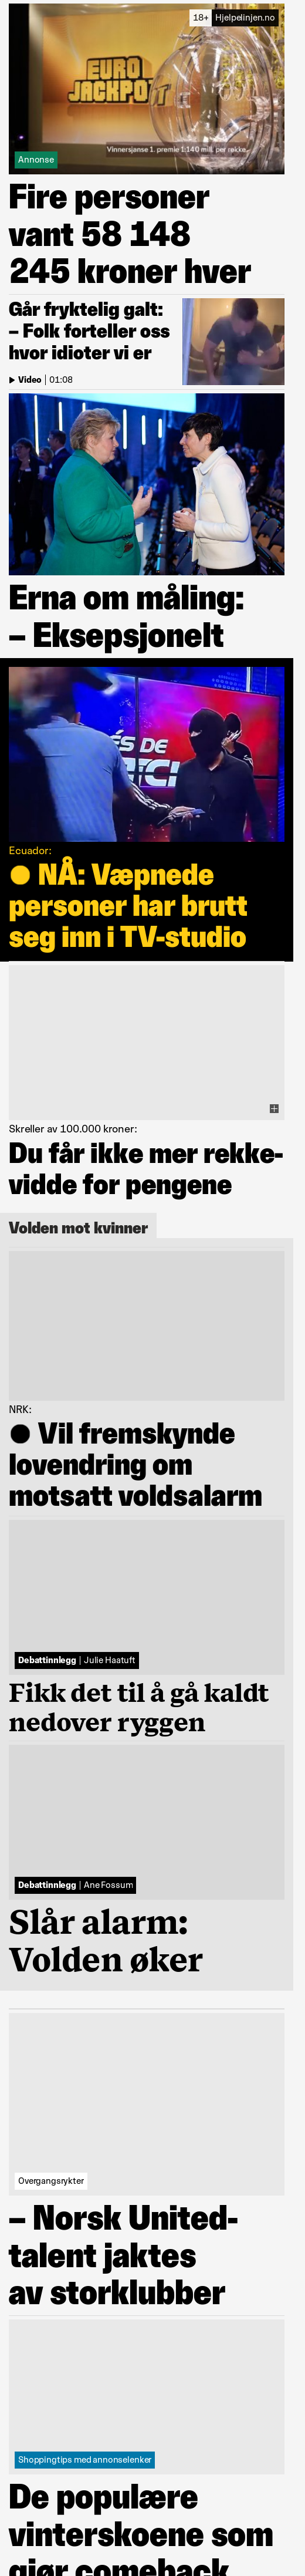 18+ Hjelpelinjen.no
EURO
JACKPOT
Vinnersjanse 1. premie 1:140 mill. per rekke.
Annonse
Fire personer
vant 58 148
245 kroner hver
Går fryktelig galt:
– Folk forteller oss
hvor idioter vi er
Video | 01:08
Erna om måling:
– Eksepsjonelt
ÉS DE
Ecuador:
NÅ: Væpnede
personer har brutt
seg inn i TV-studio
Skreller av 100.000 kroner:
Du får ikke mer rekke-
vidde for pengene
Volden mot kvinner
NRK:
Vil fremskynde
lovendring om
motsatt voldsalarm
Debattinnlegg | Julie Haatuft
Fikk det til å gå kaldt
nedover ryggen
Debattinnlegg | Ane Fossum
Slår alarm:
Volden øker
Overgangsrykter
– Norsk United-
talent jaktes
av storklubber
Shoppingtips med annonselenker
De populære
vinterskoene som
gjør comeback